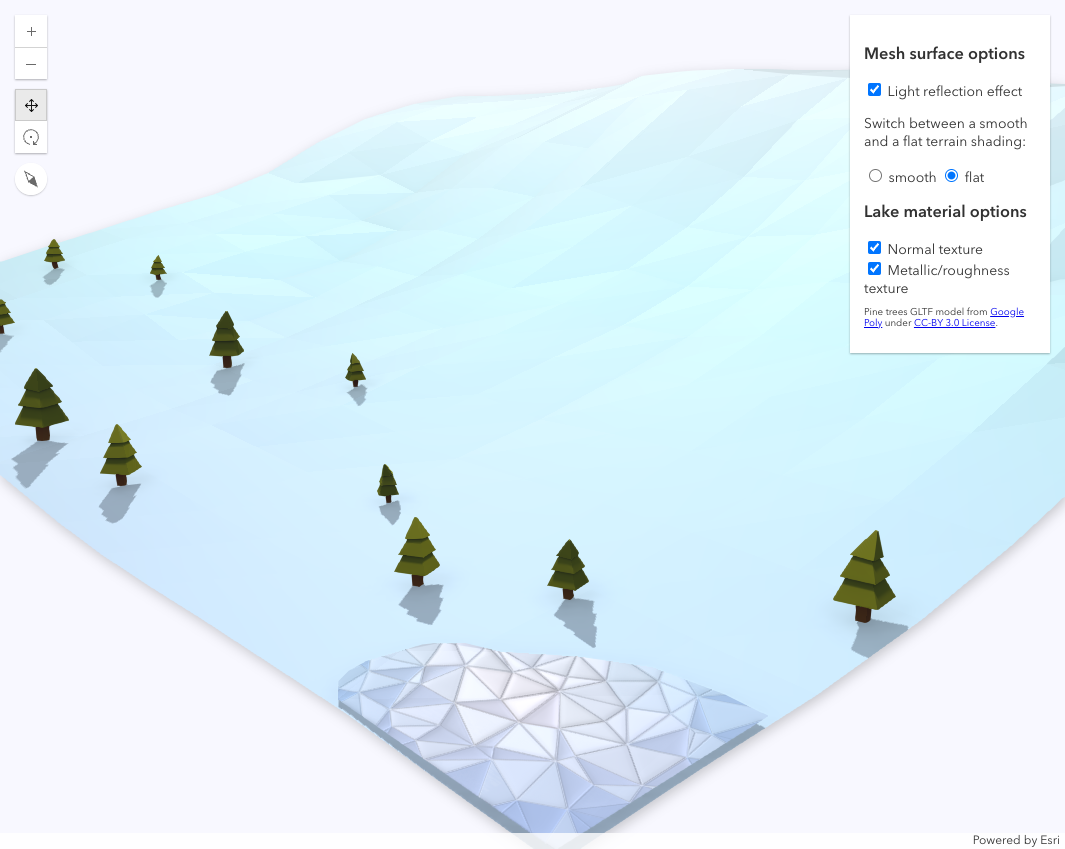 Mesh surface options
Light reflection effect
Switch between a smooth
and a flat terrain shading:
smooth flat
Lake material options
Normal texture
Metallic/roughness
texture
Pine trees GLTF model from Google
Poly under CC-BY 3.0 License.
Powered by Esri